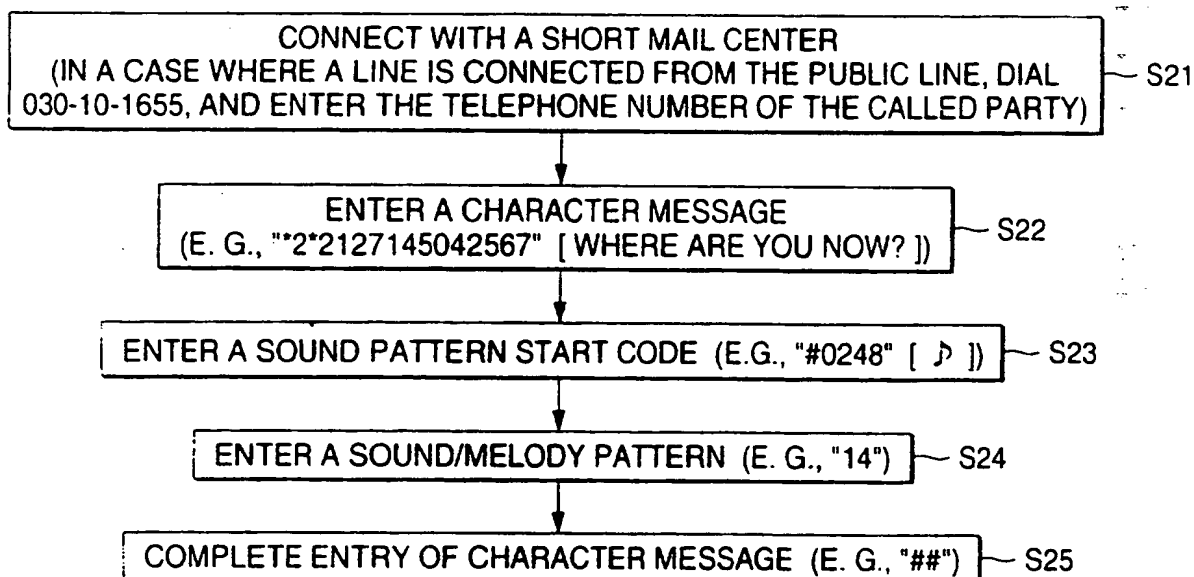 CONNECT WITH A SHORT MAIL CENTER
(IN A CASE WHERE A LINE IS CONNECTED FROM THE PUBLIC LINE, DIAL
030-10-1655, AND ENTER THE TELEPHONE NUMBER OF THE CALLED PARTY)
S21
ENTER A CHARACTER MESSAGE
(E. G., "*2*2127145042567" [ WHERE ARE YOU NOW? ])
S22
ENTER A SOUND PATTERN START CODE (E.G., "#0248" [ ♪ ])
S23
ENTER A SOUND/MELODY PATTERN (E. G., "14")
S24
COMPLETE ENTRY OF CHARACTER MESSAGE (E. G., "##")
S25